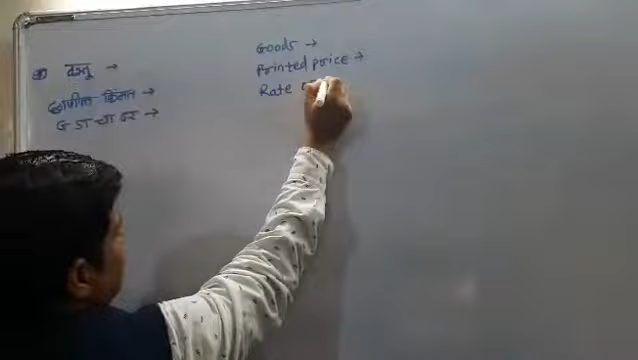 वस्तू →
छापील किंमत →
GST चा दर →
Goods →
Printed price →
Rate